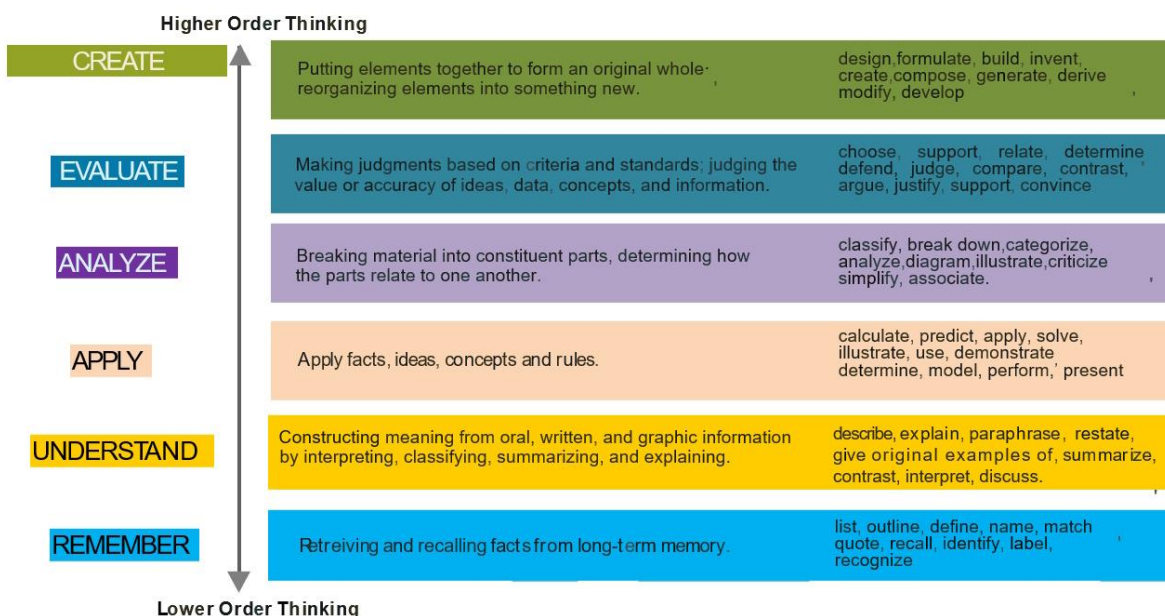 Higher Order Thinking
CREATE
Putting elements together to form an original whole·
reorganizing elements into something new. ,
design,formulate, build, invent,
create,compose, generate, derive
modify, develop ,
EVALUATE
Making judgments based on criteria and standards; judging the
value or accuracy of ideas, data, concepts, and information.
choose, support, relate, determine
defend, judge, compare, contrast, ,
argue, justify, support, convince
ANALYZE
Breaking material into constituent parts, determining how
the parts relate to one another.
classify, break down,categorize,
analyze,diagram,illustrate,criticize
simplify, associate. ,
APPLY
Apply facts, ideas, concepts and rules.
calculate, predict, apply, solve,
illustrate, use, demonstrate
determine, model, perform,' present
UNDERSTAND
Constructing meaning from oral, written, and graphic information
by interpreting, classifying, summarizing, and explaining.
describe, explain, paraphrase, restate,
give original examples of, summarize,
contrast, interpret, discuss. ,
REMEMBER
Retreiving and recalling facts from long-term memory.
list, outline, define, name, match
quote, recall, identify, label, ,
recognize
Lower Order Thinking